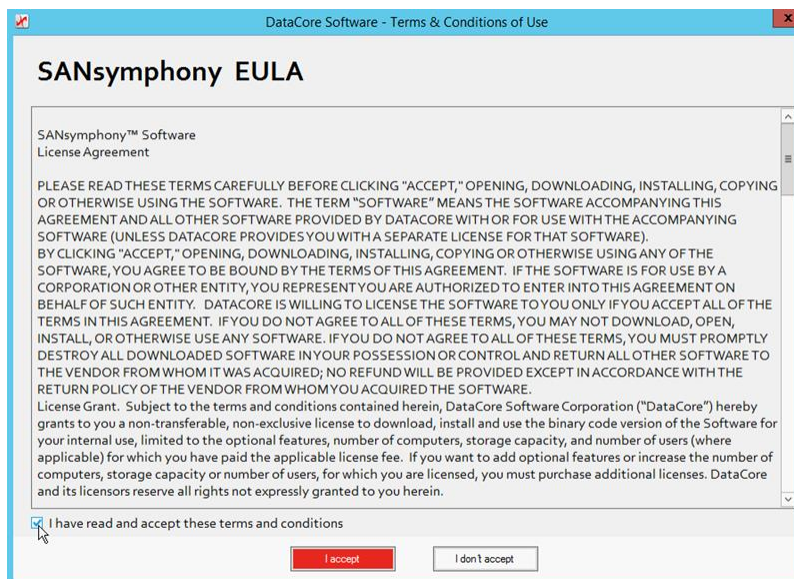 DataCore Software - Terms & Conditions of Use
x
SANsymphony EULA
SANsymphony™ Software
License Agreement
PLEASE READ THESE TERMS CAREFULLY BEFORE CLICKING "ACCEPT," OPENING, DOWNLOADING, INSTALLING, COPYING
OR OTHERWISE USING THE SOFTWARE. THE TERM “SOFTWARE” MEANS THE SOFTWARE ACCOMPANYING THIS
AGREEMENT AND ALL OTHER SOFTWARE PROVIDED BY DATACORE WITH OR FOR USE WITH THE ACCOMPANYING
SOFTWARE (UNLESS DATACORE PROVIDES YOU WITH A SEPARATE LICENSE FOR THAT SOFTWARE).
BY CLICKING "ACCEPT," OPENING, DOWNLOADING, INSTALLING, COPYING OR OTHERWISE USING ANY OF THE
SOFTWARE, YOU AGREE TO BE BOUND BY THE TERMS OF THIS AGREEMENT. IF THE SOFTWARE IS FOR USE BY A
CORPORATION OR OTHER ENTITY, YOU REPRESENT YOU ARE AUTHORIZED TO ENTER INTO THIS AGREEMENT ON
BEHALF OF SUCH ENTITY. DATACORE IS WILLING TO LICENSE THE SOFTWARE TO YOU ONLY IF YOU ACCEPT ALL OF THE
TERMS IN THIS AGREEMENT. IF YOU DO NOT AGREE TO ALL OF THESE TERMS, YOU MAY NOT DOWNLOAD, OPEN,
INSTALL, OR OTHERWISE USE ANY SOFTWARE. IF YOU DO NOT AGREE TO ALL OF THESE TERMS, YOU MUST PROMPTLY
DESTROY ALL DOWNLOADED SOFTWARE IN YOUR POSSESSION OR CONTROL AND RETURN ALL OTHER SOFTWARE TO
THE VENDOR FROM WHOM IT WAS ACQUIRED; NO REFUND WILL BE PROVIDED EXCEPT IN ACCORDANCE WITH THE
RETURN POLICY OF THE VENDOR FROM WHOM YOU ACQUIRED THE SOFTWARE.
License Grant. Subject to the terms and conditions contained herein, DataCore Software Corporation (“DataCore”) hereby
grants to you a non-transferable, non-exclusive license to download, install and use the binary code version of the Software for
your internal use, limited to the optional features, number of computers, storage capacity, and number of users (where
applicable) for which you have paid the applicable license fee. If you want to add optional features or increase the number of
computers, storage capacity or number of users, for which you are licensed, you must purchase additional licenses. DataCore
and its licensors reserve all rights not expressly granted to you herein.
I have read and accept these terms and conditions
I accept
I don't accept